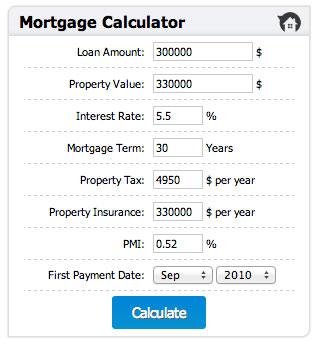 Mortgage Calculator
Loan Amount: 300000 $
Property Value: 330000 $
Interest Rate: 5.5 %
Mortgage Term: 30 Years
Property Tax: 4950 $ per year
Property Insurance: 330000 $ per year
PMI: 0.52 %
First Payment Date: Sep 2010
Calculate